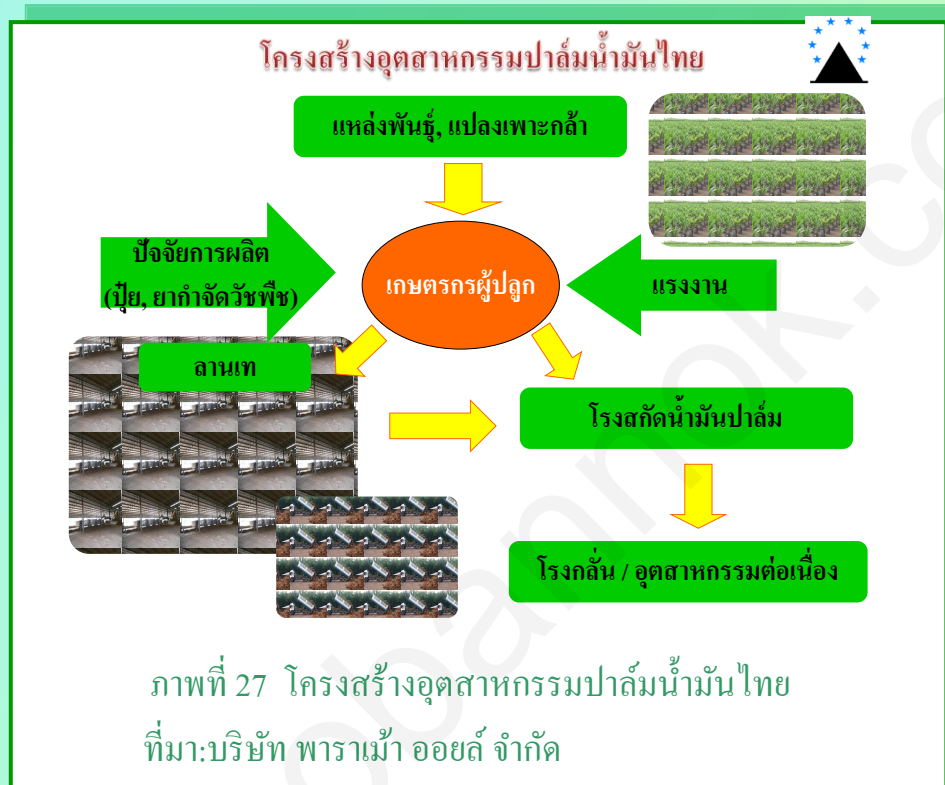 โครงสร้างอุตสาหกรรมปาล์มน้ำมันไทย
แหล่งพันธุ์, แปลงเพาะกล้า
ปัจจัยการผลิต
(ปุ๋ย, ยากำจัดวัชพืช)
เกษตรกรผู้ปลูก
แรงงาน
ลานเท
โรงสกัดน้ำมันปาล์ม
โรงกลั่น / อุตสาหกรรมต่อเนื่อง
ภาพที่ 27 โครงสร้างอุตสาหกรรมปาล์มน้ำมันไทย
ที่มา:บริษัท พาราเม้า ออยล์ จำกัด